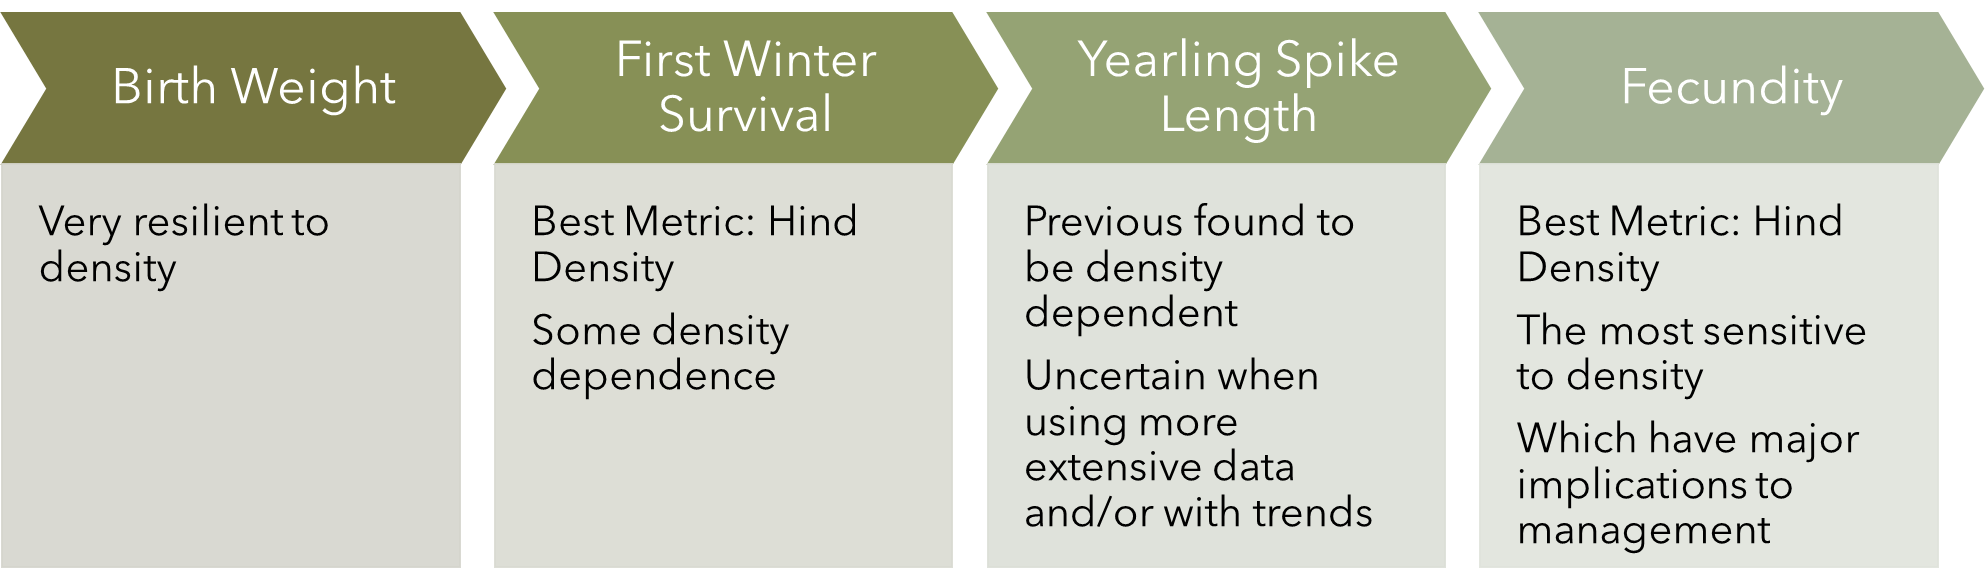 Birth Weight
Very resilient to
density
First Winter
Survival
Best Metric: Hind
Density
Some density
dependence
Yearling Spike
Length
Previous found to
be density
dependent
Uncertain when
using more
extensive data
and/or with trends
Fecundity
Best Metric: Hind
Density
The most sensitive
to density
Which have major
implications to
management